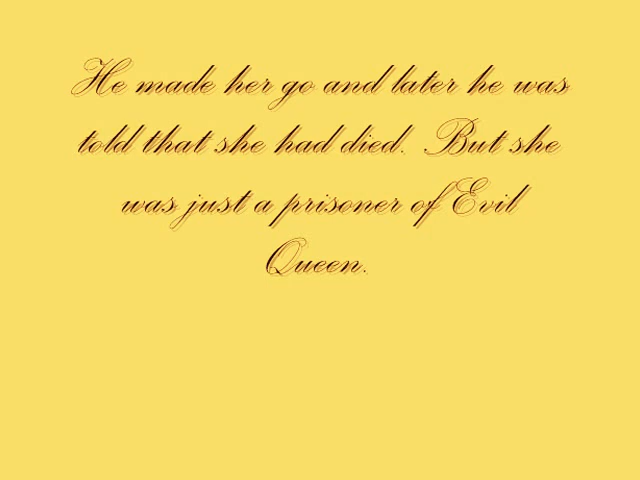 He made her go and later he was
told that she had died. But she
was just a prisoner of Evil
Queen.